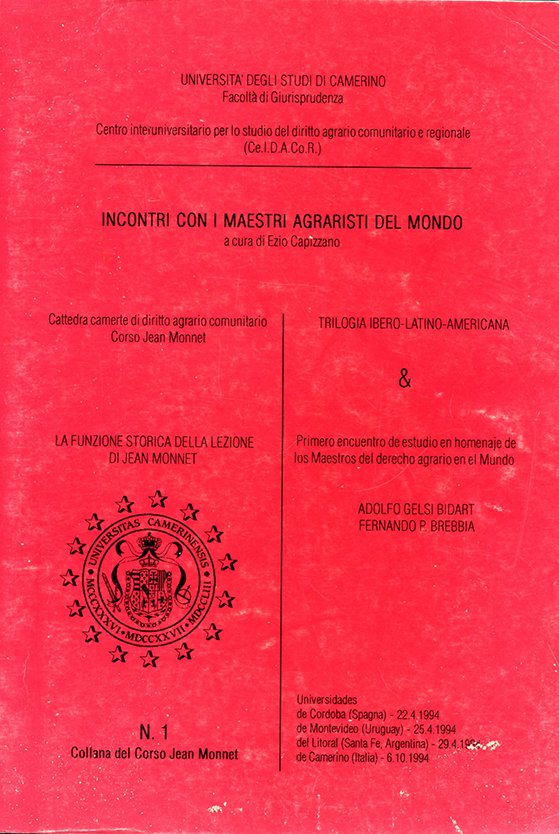 UNIVERSITA' DEGLI STUDI DI CAMERINO
Facoltà di Giurisprudenza
Centro interuniversitario per lo studio del diritto agrario comunitario e regionale
(Ce.I.D.A.Co.R.)
INCONTRI CON I MAESTRI AGRARISTI DEL MONDO
a cura di Ezio Capizzano
Cattedra camerte di diritto agrario comunitario
Corso Jean Monnet
LA FUNZIONE STORICA DELLA LEZIONE
DI JEAN MONNET
UNIVERSITAS CAMERINENSIS
MCCCXXXVI • MDCCXXVII • MDCCLIII
N. 1
Collana del Corso Jean Monnet
TRILOGIA IBERO-LATINO-AMERICANA
&
Primero encuentro de estudio en homenaje de
los Maestros del derecho agrario en el Mundo
ADOLFO GELSI BIDART
FERNANDO P. BREBBIA
Universidades
de Cordoba (Spagna) - 22.4.1994
de Montevideo (Uruguay) - 25.4.1994
del Litoral (Santa Fe, Argentina) - 29.4.1994
de Camerino (Italia) - 6.10.1994